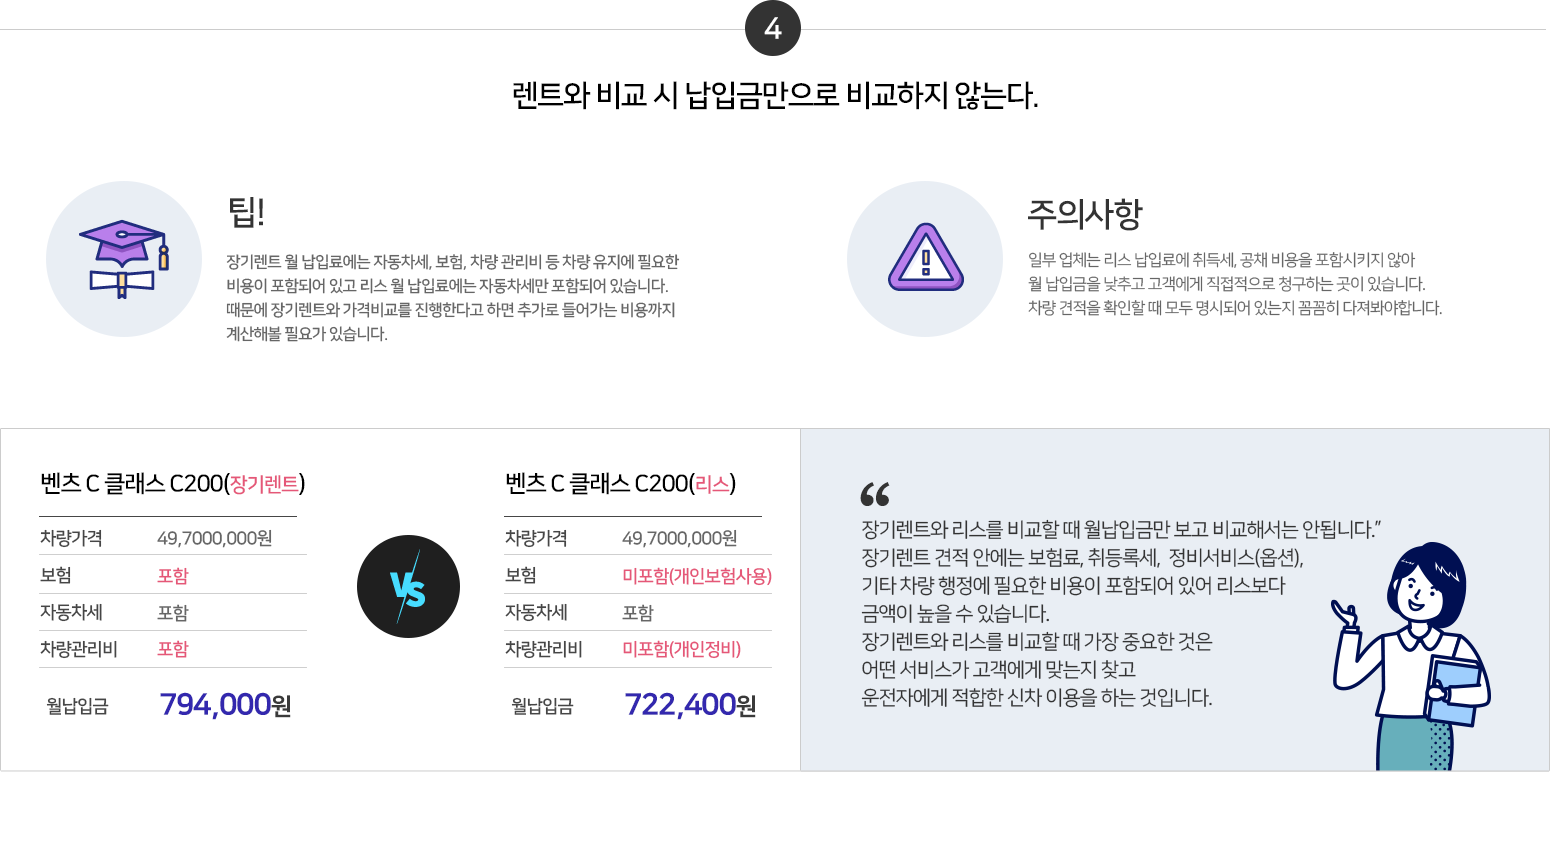 4
렌트와 비교 시 납입금만으로 비교하지 않는다.
팁!
장기렌트 월 납입료에는 자동차세, 보험, 차량 관리비 등 차량 유지에 필요한
비용이 포함되어 있고 리스 월 납입료에는 자동차세만 포함되어 있습니다.
때문에 장기렌트와 가격비교를 진행한다고 하면 추가로 들어가는 비용까지
계산해볼 필요가 있습니다.
주의사항
일부 업체는 리스 납입료에 취득세, 공채 비용을 포함시키지 않아
월 납입금을 낮추고 고객에게 직접적으로 청구하는 곳이 있습니다.
차량 견적을 확인할 때 모두 명시되어 있는지 꼼꼼히 다져봐야합니다.
벤츠 C 클래스 C200(장기렌트)
차량가격 49,7000,000원
보험 포함
자동차세 포함
차량관리비 포함
월납입금 794,000원
VS
벤츠 C 클래스 C200(리스)
차량가격 49,7000,000원
보험 미포함(개인보험사용)
자동차세 포함
차량관리비 미포함(개인정비)
월납입금 722,400원
“
장기렌트와 리스를 비교할 때 월납입금만 보고 비교해서는 안됩니다.”
장기렌트 견적 안에는 보험료, 취등록세, 정비서비스(옵션),
기타 차량 행정에 필요한 비용이 포함되어 있어 리스보다
금액이 높을 수 있습니다.
장기렌트와 리스를 비교할 때 가장 중요한 것은
어떤 서비스가 고객에게 맞는지 찾고
운전자에게 적합한 신차 이용을 하는 것입니다.